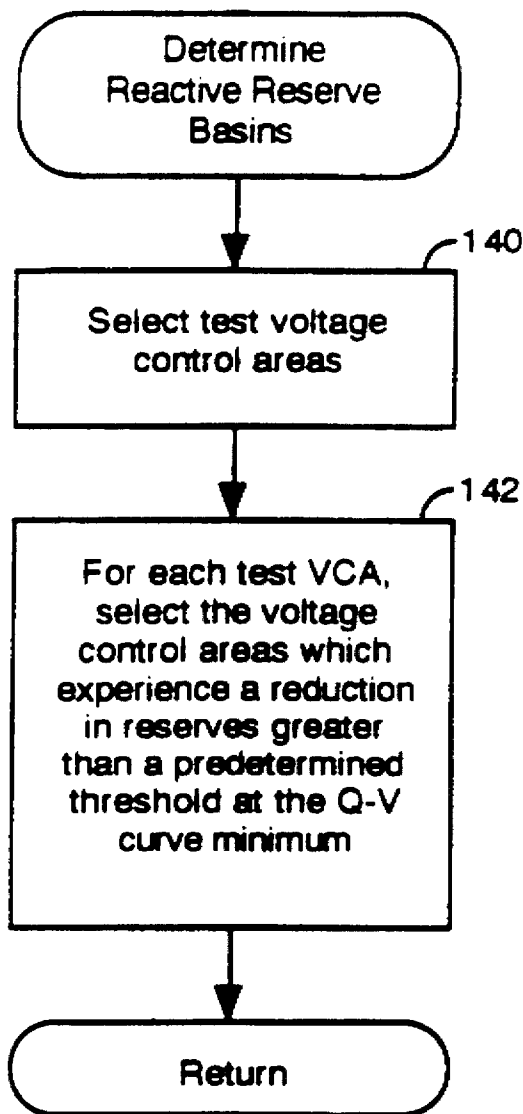 Determine
Reactive Reserve
Basins
140
Select test voltage
control areas
142
For each test VCA,
select the voltage
control areas which
experience a reduction
in reserves greater
than a predetermined
threshold at the Q-V
curve minimum
Return